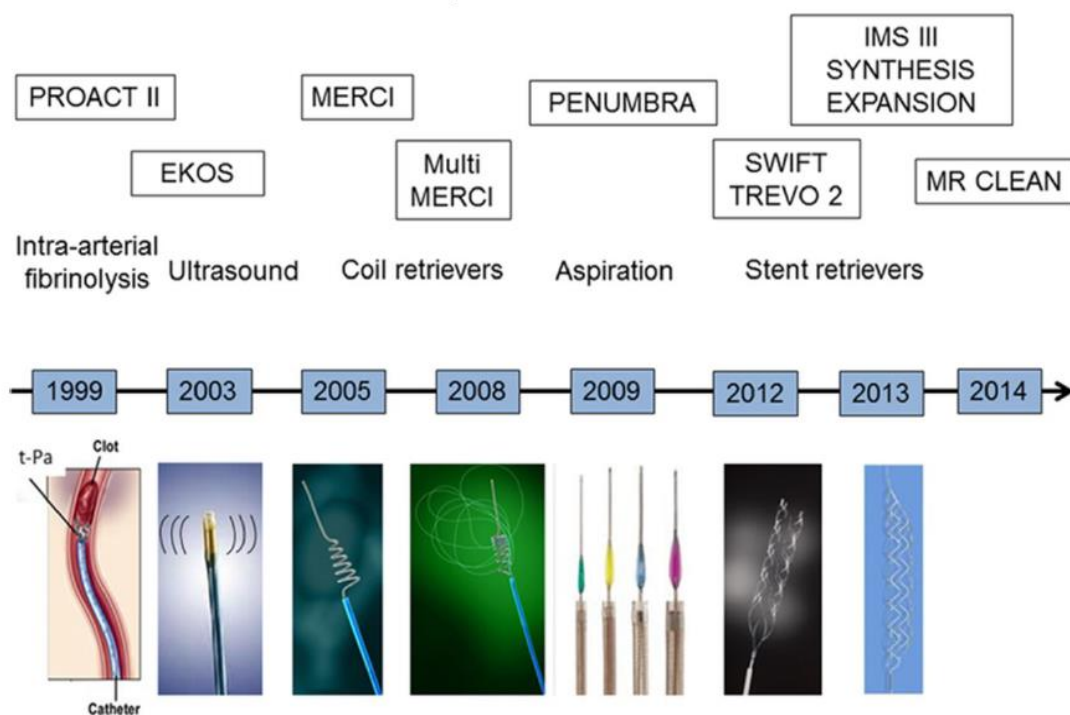 PROACT II
MERCI
PENUMBRA
IMS III
SYNTHESIS
EXPANSION
EKOS
Multi
MERCI
SWIFT
TREVO 2
MR CLEAN
Intra-arterial
fibrinolysis
Ultrasound
Coil retrievers
Aspiration
Stent retrievers
1999
2003
2005
2008
2009
2012
2013
2014
t-Pa
Clot
Catheter